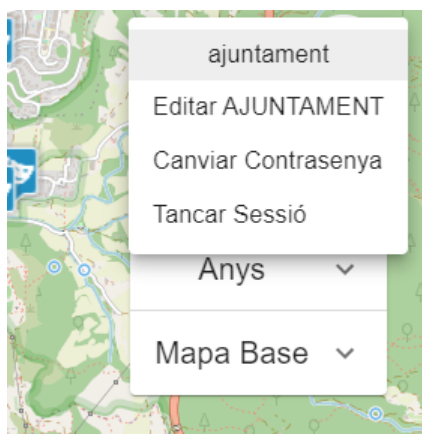 ajuntament
Editar AJUNTAMENT
Canviar Contrasenya
Tancar Sessió
Anys
Mapa Base